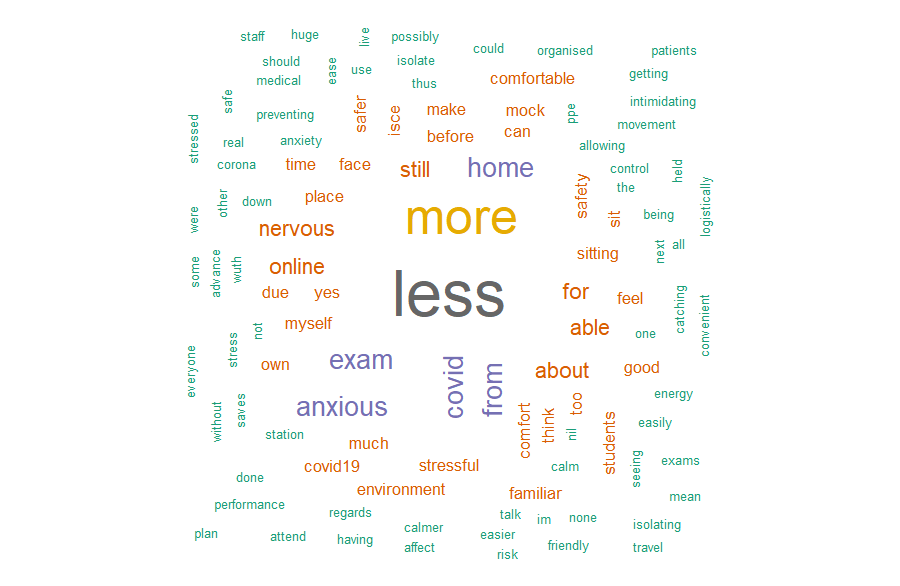 staff
huge
live
possibly
could
organised
patients
should
isolate
medical
ease
use
thus
comfortable
getting
safe
safer
isce
make
mock
ppe
intimidating
preventing
before
can
movement
stressed
real
anxiety
allowing
corona
time
face
still
home
control
held
the
other
down
place
more
safety
sit
being
logistically
were
nervous
sitting
next
all
some
advance
wuth
online
less
for
feel
catching
convenient
due
yes
not
myself
able
one
everyone
stress
own
exam
covid
from
about
good
without
saves
anxious
comfort
think
too
energy
station
nil
students
easily
much
covid19
stressful
calm
seeing
exams
done
environment
familiar
mean
performance
regards
talk
im
none
isolating
plan
attend
having
calmer
affect
easier
risk
friendly
travel